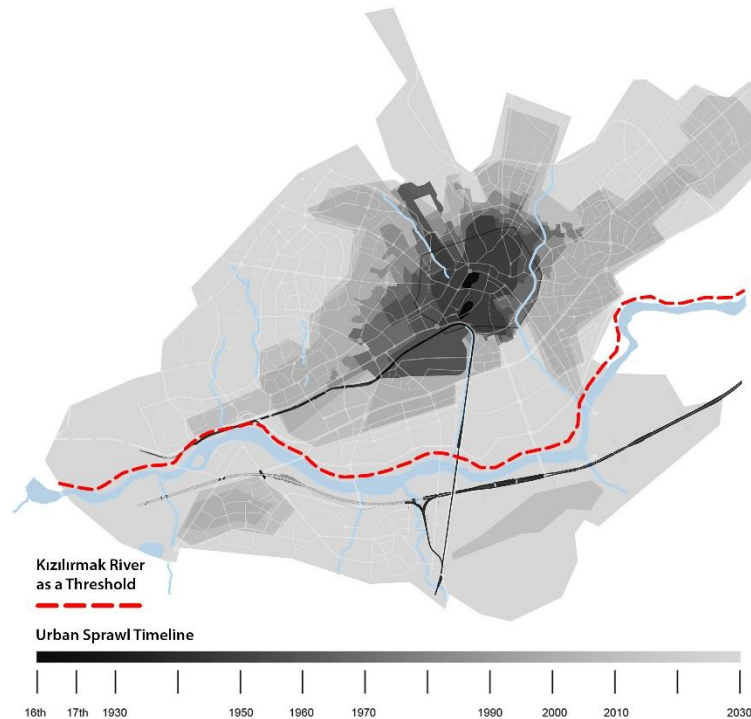 Kızılırmak River
as a Threshold
Urban Sprawl Timeline
16th 17th 1930 1950 1960 1970 1990 2000 2010 2030